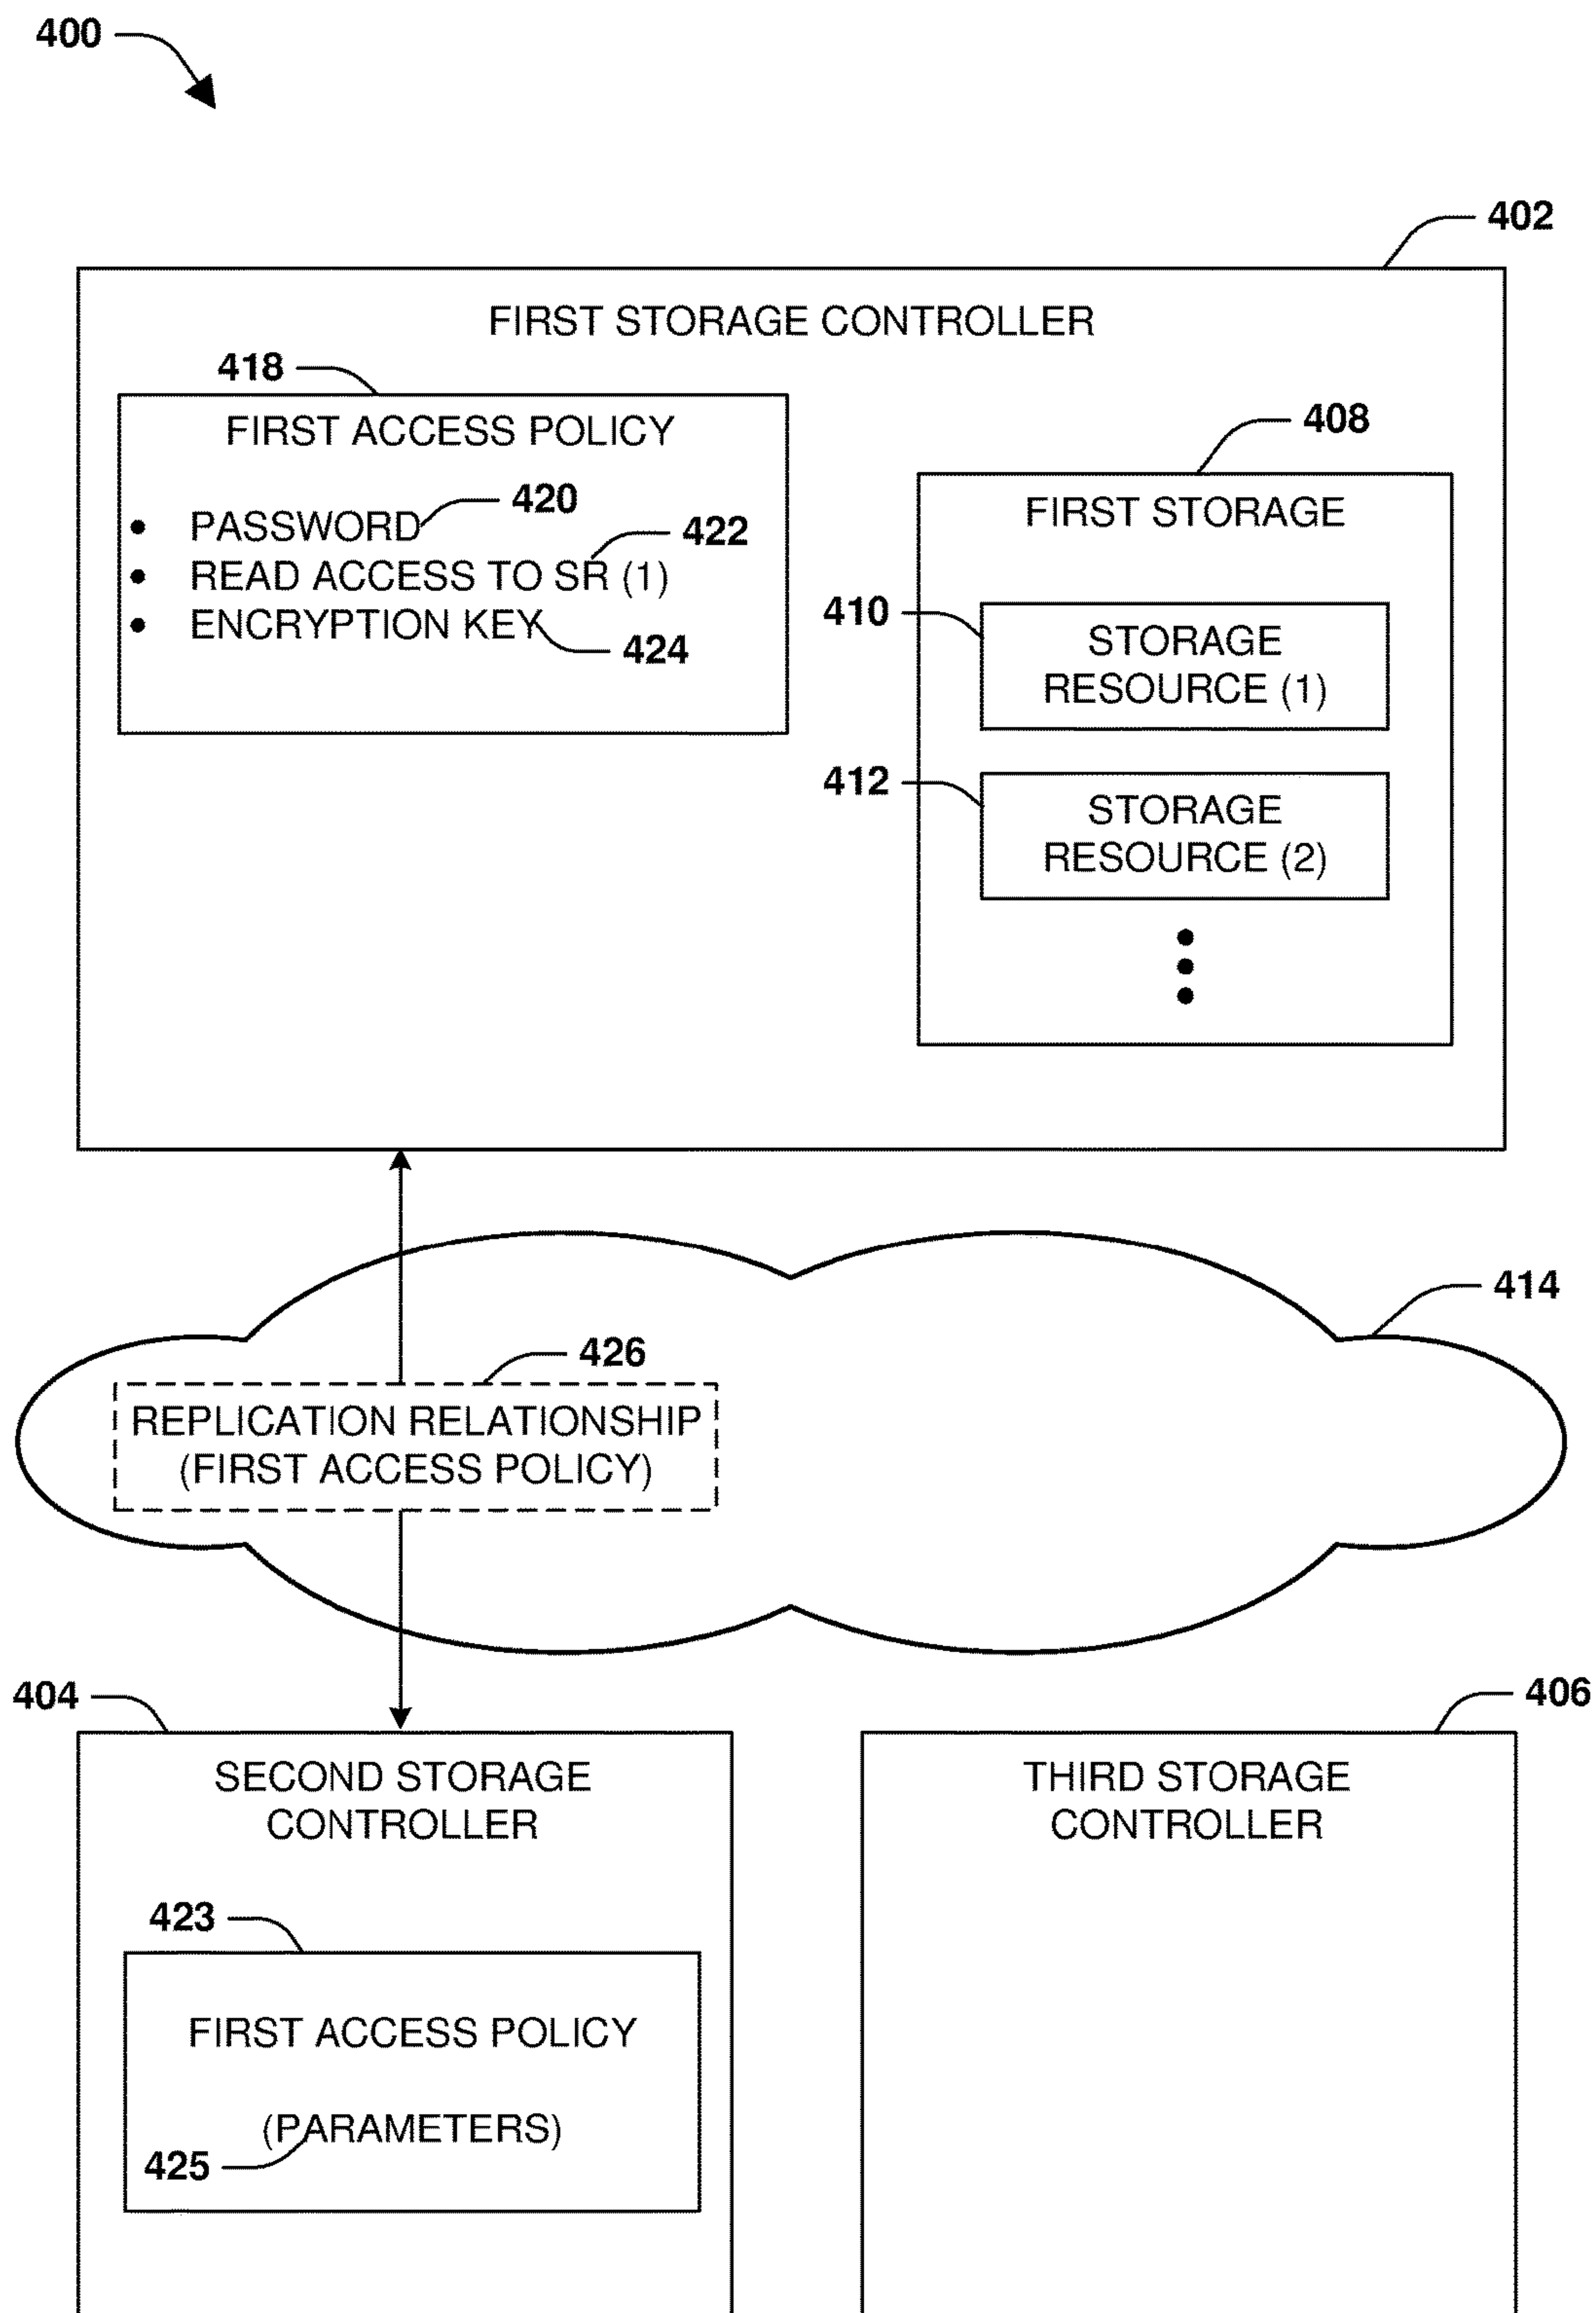 400
402
FIRST STORAGE CONTROLLER
418
FIRST ACCESS POLICY
• PASSWORD
420
• READ ACCESS TO SR (1)
422
• ENCRYPTION KEY
424
408
FIRST STORAGE
410
STORAGE
RESOURCE (1)
412
STORAGE
RESOURCE (2)
414
426
REPLICATION RELATIONSHIP
(FIRST ACCESS POLICY)
404
SECOND STORAGE
CONTROLLER
423
FIRST ACCESS POLICY
(PARAMETERS)
425
406
THIRD STORAGE
CONTROLLER